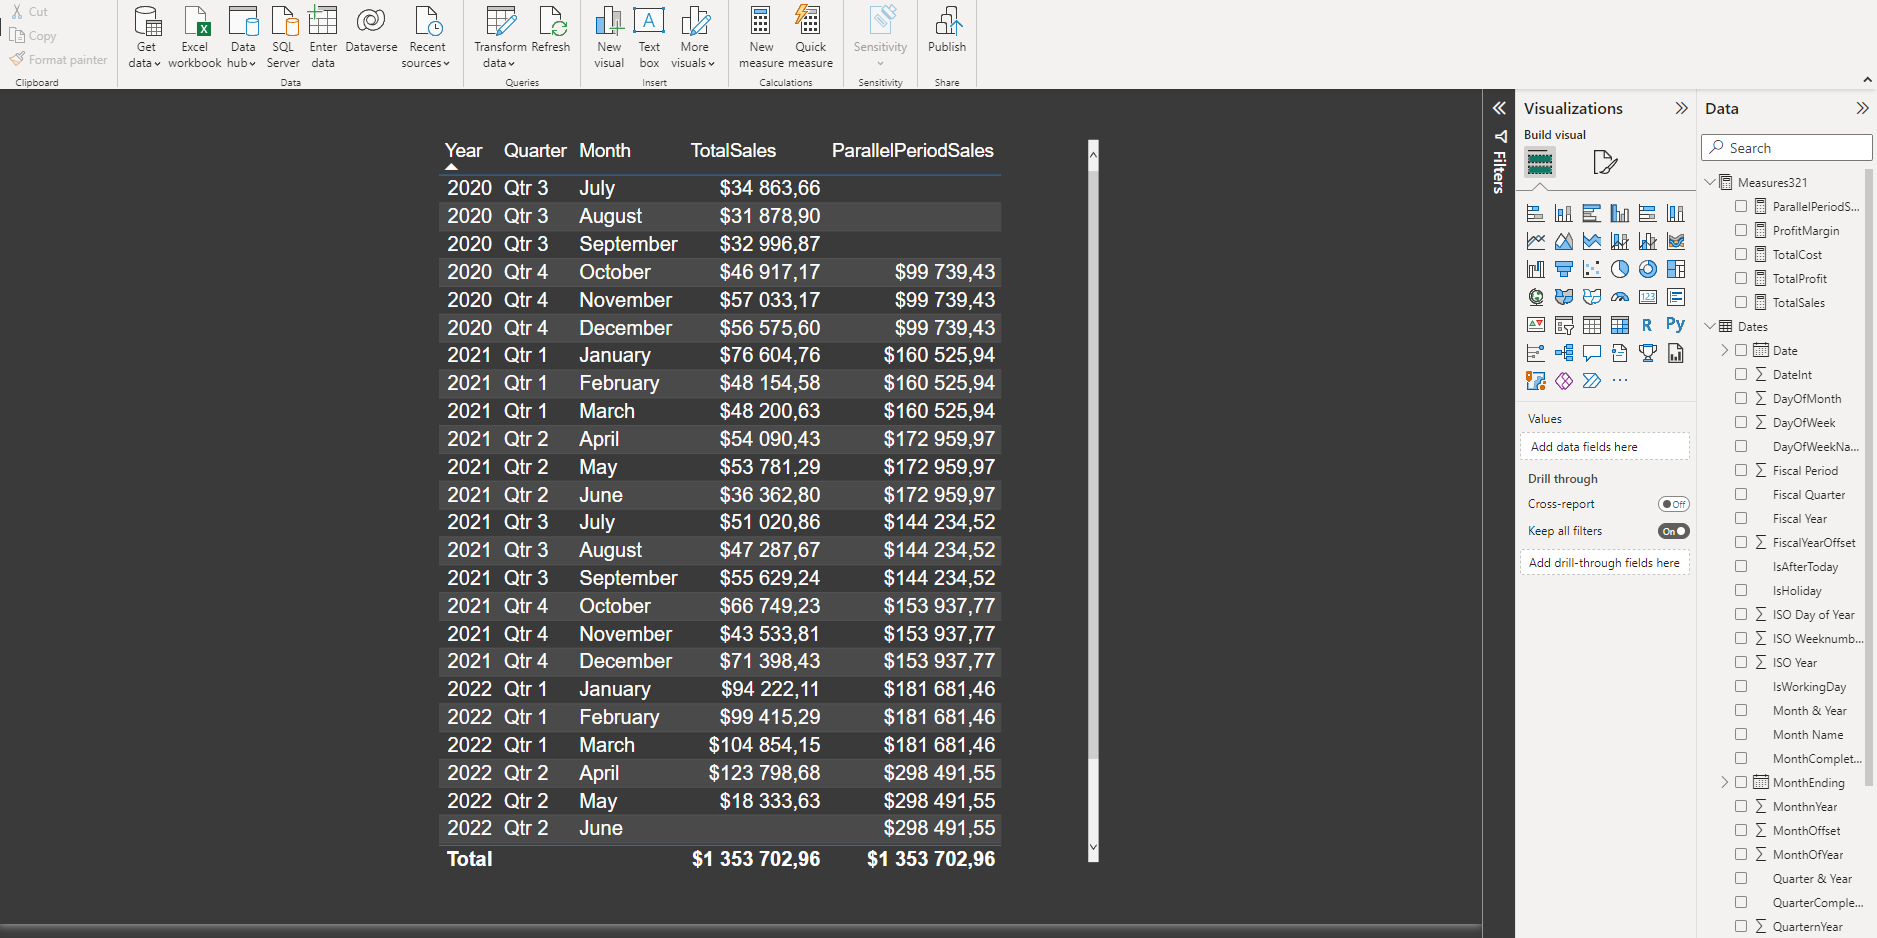 Cut
Copy
Format painter
Clipboard
Get data
Excel workbook
Data hub
SQL Server
Enter data
Dataverse
Recent sources
Data
Transform data
Refresh
Queries
New visual
Text box
More visuals
Insert
New measure
Quick measure
Calculations
Sensitivity
Sensitivity
Publish
Share
Year Quarter Month TotalSales ParallelPeriodSales
2020 Qtr 3 July $34 863,66
2020 Qtr 3 August $31 878,90
2020 Qtr 3 September $32 996,87
2020 Qtr 4 October $46 917,17 $99 739,43
2020 Qtr 4 November $57 033,17 $99 739,43
2020 Qtr 4 December $56 575,60 $99 739,43
2021 Qtr 1 January $76 604,76 $160 525,94
2021 Qtr 1 February $48 154,58 $160 525,94
2021 Qtr 1 March $48 200,63 $160 525,94
2021 Qtr 2 April $54 090,43 $172 959,97
2021 Qtr 2 May $53 781,29 $172 959,97
2021 Qtr 2 June $36 362,80 $172 959,97
2021 Qtr 3 July $51 020,86 $144 234,52
2021 Qtr 3 August $47 287,67 $144 234,52
2021 Qtr 3 September $55 629,24 $144 234,52
2021 Qtr 4 October $66 749,23 $153 937,77
2021 Qtr 4 November $43 533,81 $153 937,77
2021 Qtr 4 December $71 398,43 $153 937,77
2022 Qtr 1 January $94 222,11 $181 681,46
2022 Qtr 1 February $99 415,29 $181 681,46
2022 Qtr 1 March $104 854,15 $181 681,46
2022 Qtr 2 April $123 798,68 $298 491,55
2022 Qtr 2 May $18 333,63 $298 491,55
2022 Qtr 2 June $298 491,55
Total $1 353 702,96 $1 353 702,96
Filters
Visualizations
Build visual
123
R
Py
Values
Add data fields here
Drill through
Cross-report Off
Keep all filters On
Add drill-through fields here
Data
Search
Measures321
ParallelPeriodS...
ProfitMargin
TotalCost
TotalProfit
TotalSales
Dates
Date
DateInt
DayOfMonth
DayOfWeek
DayOfWeekNa...
Fiscal Period
Fiscal Quarter
Fiscal Year
FiscalYearOffset
IsAfterToday
IsHoliday
ISO Day of Year
ISO Weeknumb...
ISO Year
IsWorkingDay
Month & Year
Month Name
MonthComplet...
MonthEnding
MonthnYear
MonthOffset
MonthOfYear
Quarter & Year
QuarterComple...
QuarternYear